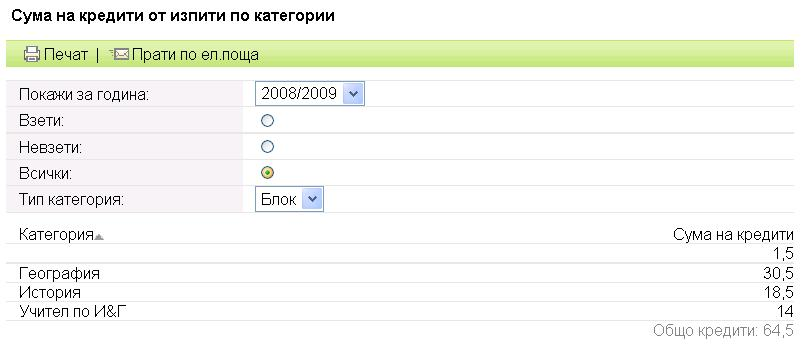 Сума на кредити от изпити по категории
Печат | Прати по ел.поща
Покажи за година: 2008/2009
Взети:
Невзети:
Всички:
Тип категория: Блок
Категория Сума на кредити
1,5
География 30,5
История 18,5
Учител по И&Г 14
Общо кредити: 64,5